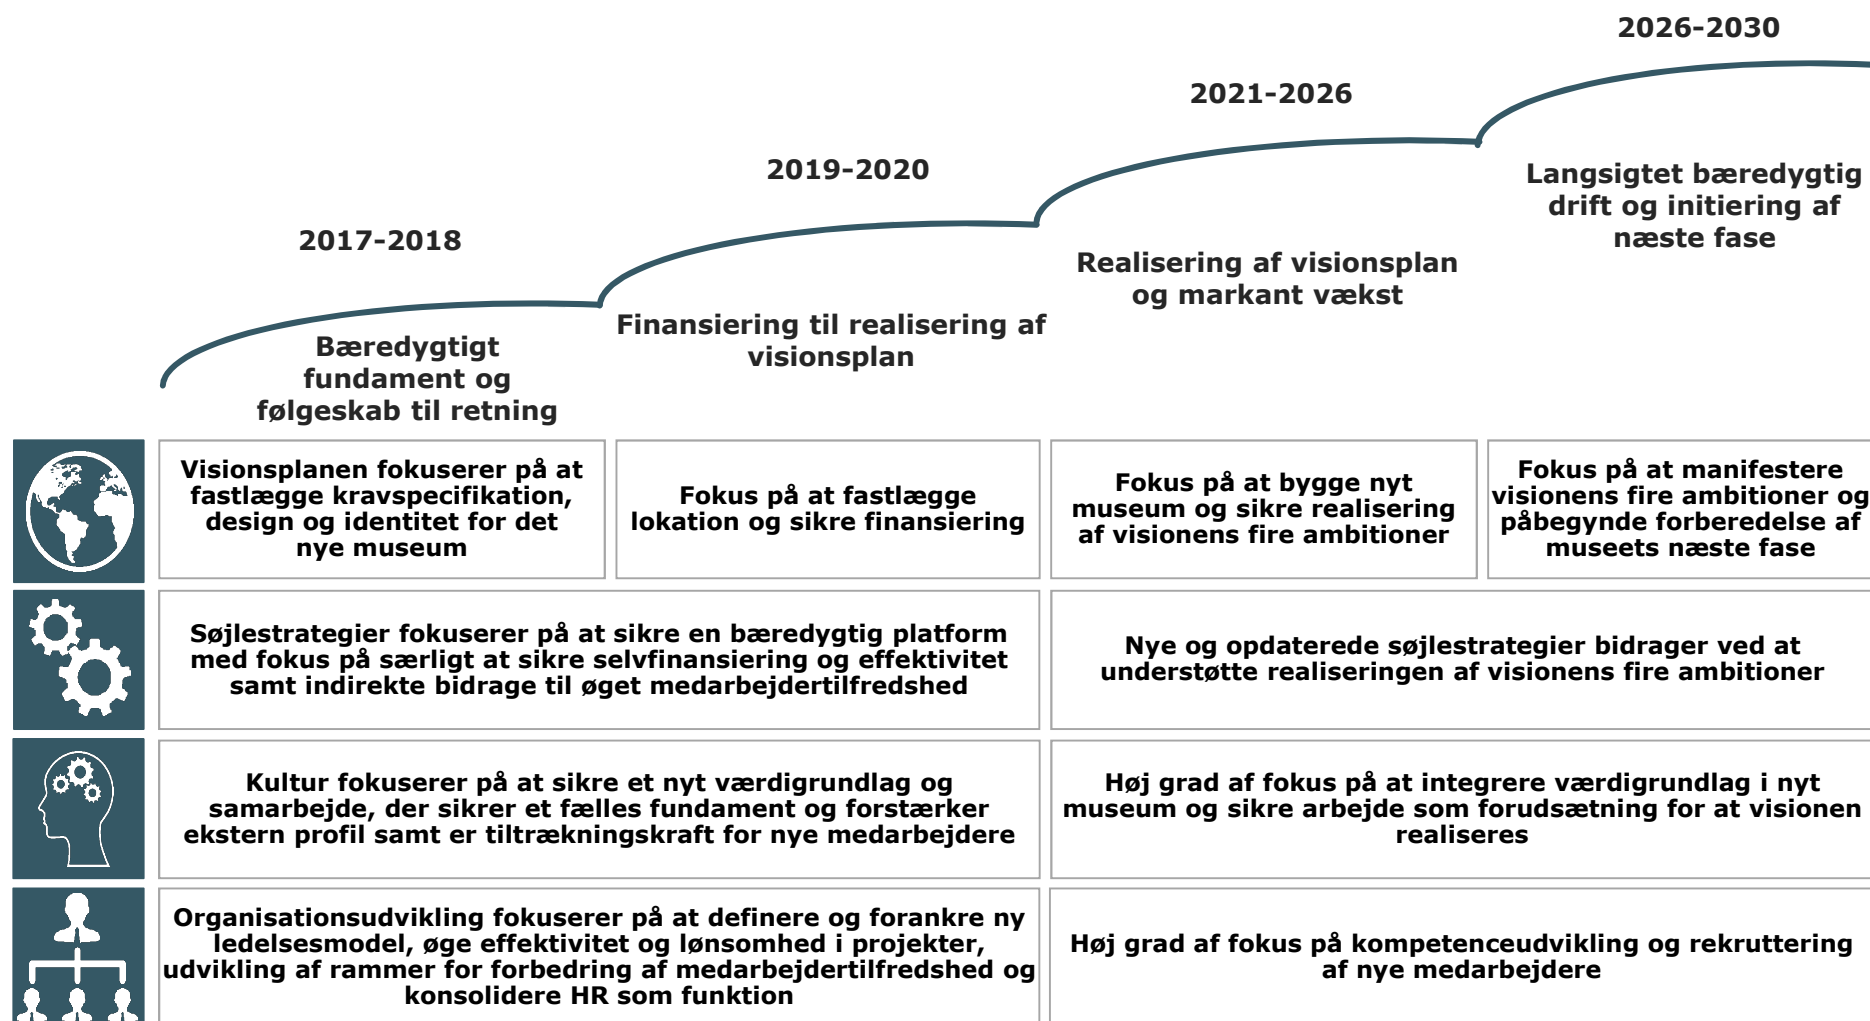 2026-2030
2021-2026
2019-2020
2017-2018
Langsigtet bæredygtig
drift og initiering af
næste fase
Realisering af visionsplan
og markant vækst
Finansiering til realisering af
visionsplan
Bæredygtigt
fundament og
følgeskab til retning
Visionsplanen fokuserer på at
fastlægge kravspecifikation,
design og identitet for det
nye museum
Fokus på at fastlægge
lokation og sikre finansiering
Fokus på at bygge nyt
museum og sikre realisering
af visionens fire ambitioner
Fokus på at manifestere
visionens fire ambitioner og
påbegynde forberedelse af
museets næste fase
Søjlestrategier fokuserer på at sikre en bæredygtig platform
med fokus på særligt at sikre selvfinansiering og effektivitet
samt indirekte bidrage til øget medarbejdertilfredshed
Nye og opdaterede søjlestrategier bidrager ved at
understøtte realiseringen af visionens fire ambitioner
Kultur fokuserer på at sikre et nyt værdigrundlag og
samarbejde, der sikrer et fælles fundament og forstærker
ekstern profil samt er tiltrækningskraft for nye medarbejdere
Høj grad af fokus på at integrere værdigrundlag i nyt
museum og sikre arbejde som forudsætning for at visionen
realiseres
Organisationsudvikling fokuserer på at definere og forankre ny
ledelsesmodel, øge effektivitet og lønsomhed i projekter,
udvikling af rammer for forbedring af medarbejdertilfredshed og
konsolidere HR som funktion
Høj grad af fokus på kompetenceudvikling og rekruttering
af nye medarbejdere